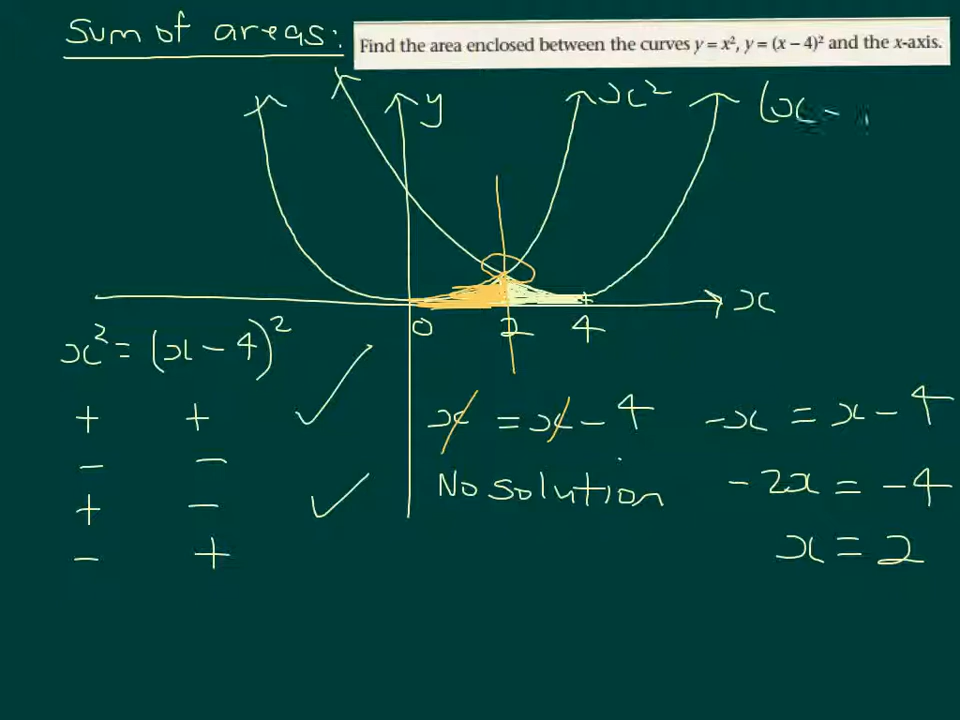 Sum of areas:
Find the area enclosed between the curves y = x², y = (x – 4)² and the x-axis.
y
x²
(x –
x
0 2 4
x² = (x – 4)²
+ +
– –
+ –
– +
x = x – 4
No solution
-x = x – 4
-2x = -4
x = 2